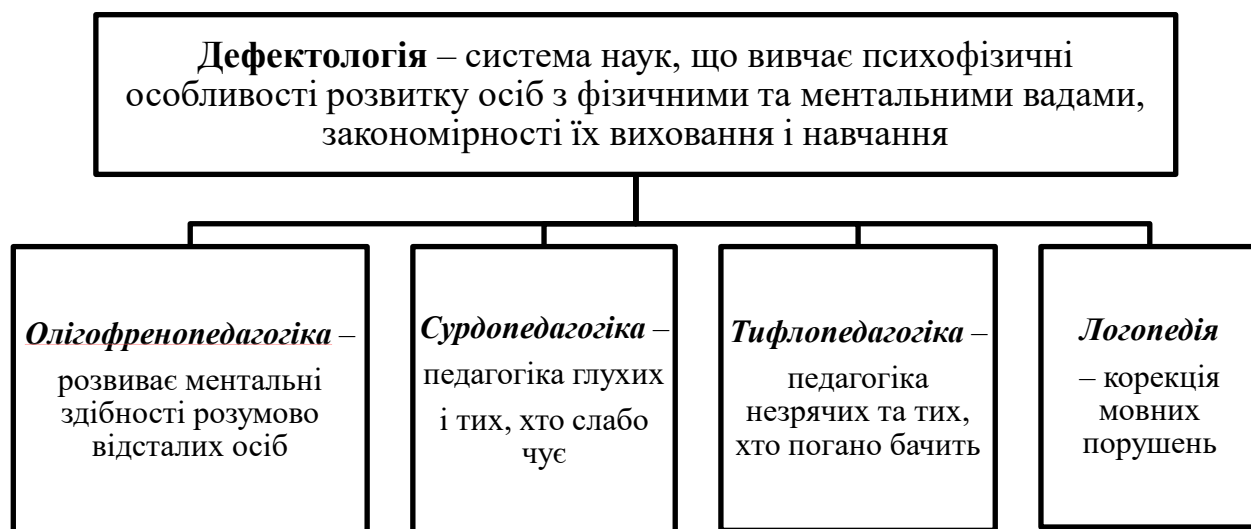 Дефектологія – система наук, що вивчає психофізичні
особливості розвитку осіб з фізичними та ментальними вадами,
закономірності їх виховання і навчання
Олігофренопедагогіка –
розвиває ментальні
здібності розумово
відсталих осіб
Сурдопедагогіка –
педагогіка глухих
і тих, хто слабо
чує
Тифлопедагогіка –
педагогіка
незрячих та тих,
хто погано бачить
Логопедія
– корекція
мовних
порушень